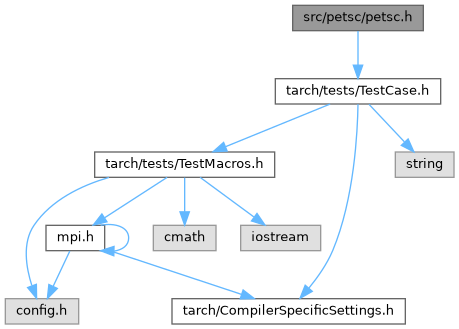 src/petsc/petsc.h
tarch/tests/TestCase.h
tarch/tests/TestMacros.h
string
mpi.h
cmath
iostream
config.h
tarch/CompilerSpecificSettings.h